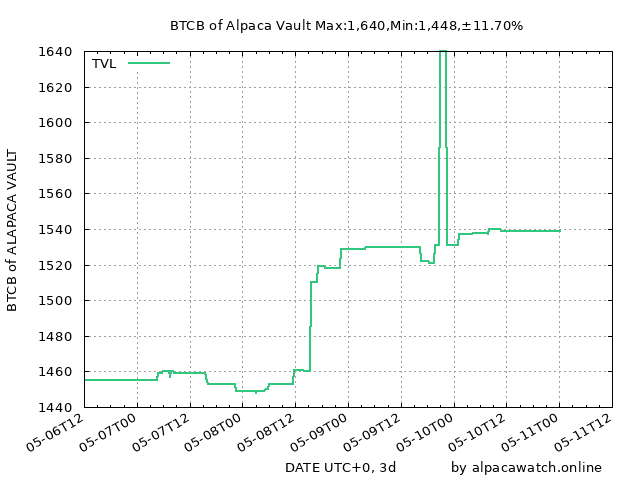 BTCB of Alpaca Vault Max:1,640,Min:1,448,±11.70%
TVL
BTCB of ALAPACA VAULT
1640
1620
1600
1580
1560
1540
1520
1500
1480
1460
1440
05-06T12
05-07T00
05-07T12
05-08T00
05-08T12
05-09T00
05-09T12
05-10T00
05-10T12
05-11T00
05-11T12
DATE UTC+0, 3d
by alpacawatch.online